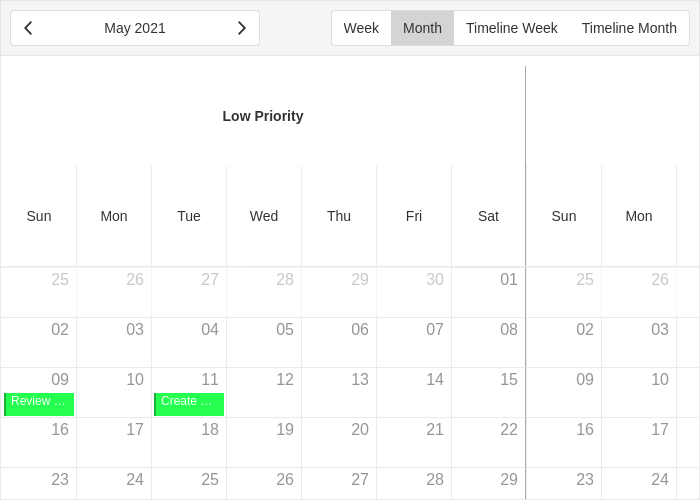 May 2021 Week Month Timeline Week Timeline Month
Low Priority
Sun Mon Tue Wed Thu Fri Sat Sun Mon
25 26 27 28 29 30 01 25 26
02 03 04 05 06 07 08 02 03
09 10 11 12 13 14 15 09 10
Review ... Create ...
16 17 18 19 20 21 22 16 17
23 24 25 26 27 28 29 23 24